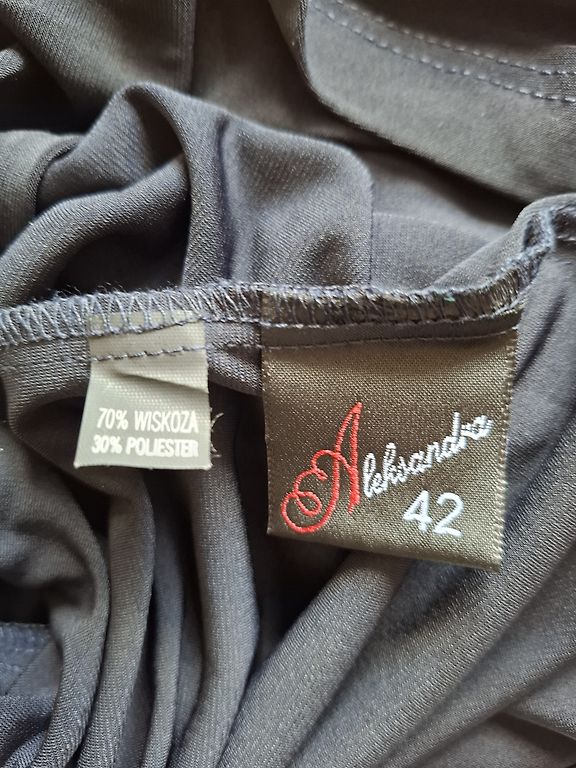 70% WISKOZA
30% POLIESTER
Aleksandra
42